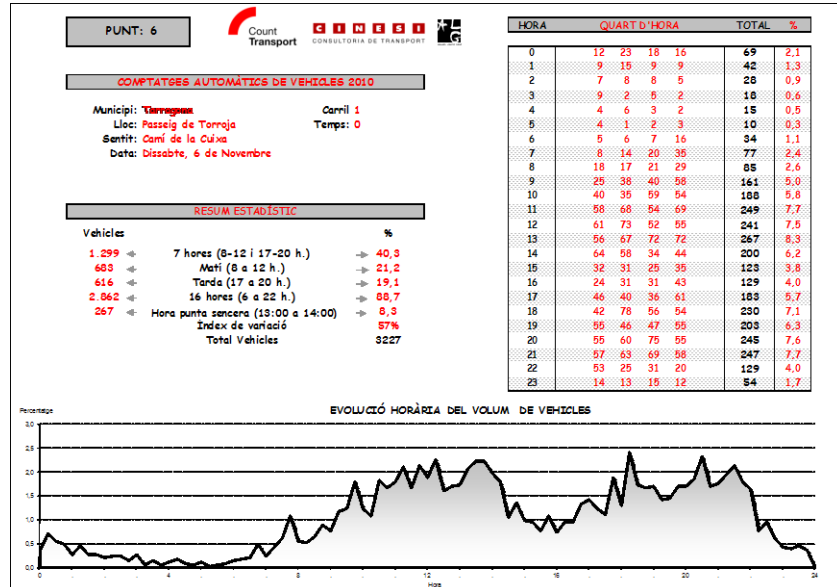 PUNT: 6
Count
Transport
CINESI
CONSULTORIA DE TRANSPORT
COMPTATGES AUTOMÀTICS DE VEHICLES 2010
Municipi: Carril 1
Lloc: Passeig de Torroja Temps: 0
Sentit: Camí de la Cuixa
Data: Dissabte, 6 de Novembre
RESUM ESTADÍSTIC
Vehicles %
1.299 7 hores (8-12 i 17-20 h.) 40,3
683 Matí (8 a 12 h.) 21,2
616 Tarda (17 a 20 h.) 19,1
2.862 16 hores (6 a 22 h.) 88,7
267 Hora punta sencera (13:00 a 14:00) 8,3
Índex de variació 57%
Total Vehicles 3227
HORA QUART D'HORA TOTAL %
0 12 23 18 16 69 2,1
1 9 15 9 9 42 1,3
2 7 8 8 5 28 0,9
3 9 2 5 2 18 0,6
4 4 6 3 2 15 0,5
5 4 1 2 3 10 0,3
6 5 6 7 16 34 1,1
7 8 14 20 35 77 2,4
8 18 17 21 29 85 2,6
9 25 38 40 58 161 5,0
10 40 35 59 54 188 5,8
11 58 68 54 69 249 7,7
12 61 73 52 55 241 7,5
13 56 67 72 72 267 8,3
14 64 58 34 44 200 6,2
15 32 31 25 35 123 3,8
16 24 31 31 43 129 4,0
17 46 40 36 61 183 5,7
18 42 78 56 54 230 7,1
19 55 46 47 55 203 6,3
20 55 60 75 55 245 7,6
21 57 63 69 58 247 7,7
22 53 25 31 20 129 4,0
23 14 13 15 12 54 1,7
EVOLUCIÓ HORÀRIA DEL VOLUM DE VEHICLES
Percentatge
3,0
2,5
2,0
1,5
1,0
0,5
0,0
0 4 8 12 16 20 24
Hora